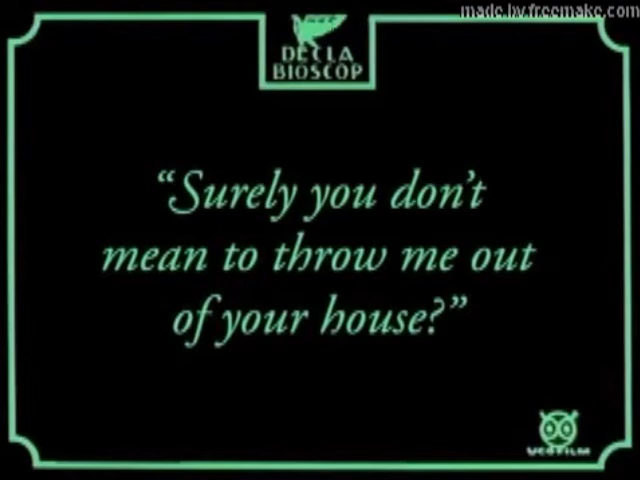 made.by.freemake.com
DECLA
BIOSCOP
“Surely you don’t
mean to throw me out
of your house?”